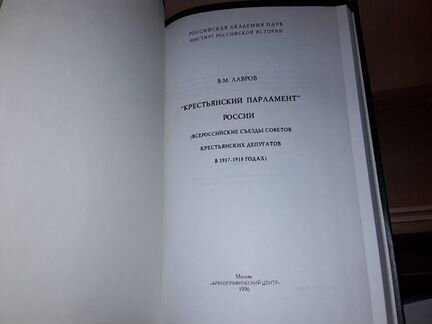 РОССИЙСКАЯ АКАДЕМИЯ НАУК
ИНСТИТУТ РОССИЙСКОЙ ИСТОРИИ
В.М. ЛАВРОВ
"КРЕСТЬЯНСКИЙ ПАРЛАМЕНТ"
РОССИИ
(ВСЕРОССИЙСКИЕ СЪЕЗДЫ СОВЕТОВ
КРЕСТЬЯНСКИХ ДЕПУТАТОВ
В 1917-1918 ГОДАХ)
Москва
«АРХЕОГРАФИЧЕСКИЙ ЦЕНТР»
1996